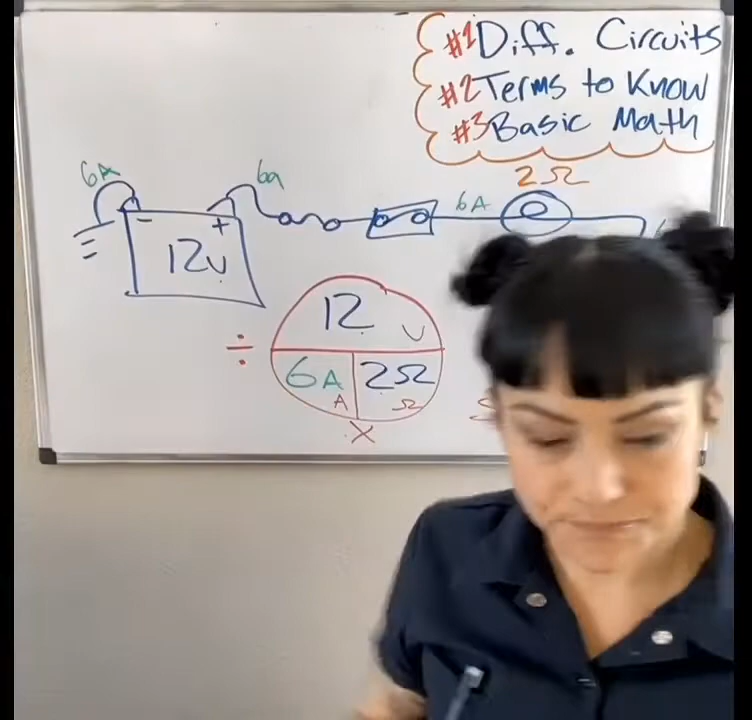 #1 Diff. Circuits
#2 Terms to Know
#3 Basic Math
2Ω
6A
6a
6A
- +
12v
12 V
÷
6A 2Ω
A Ω
X